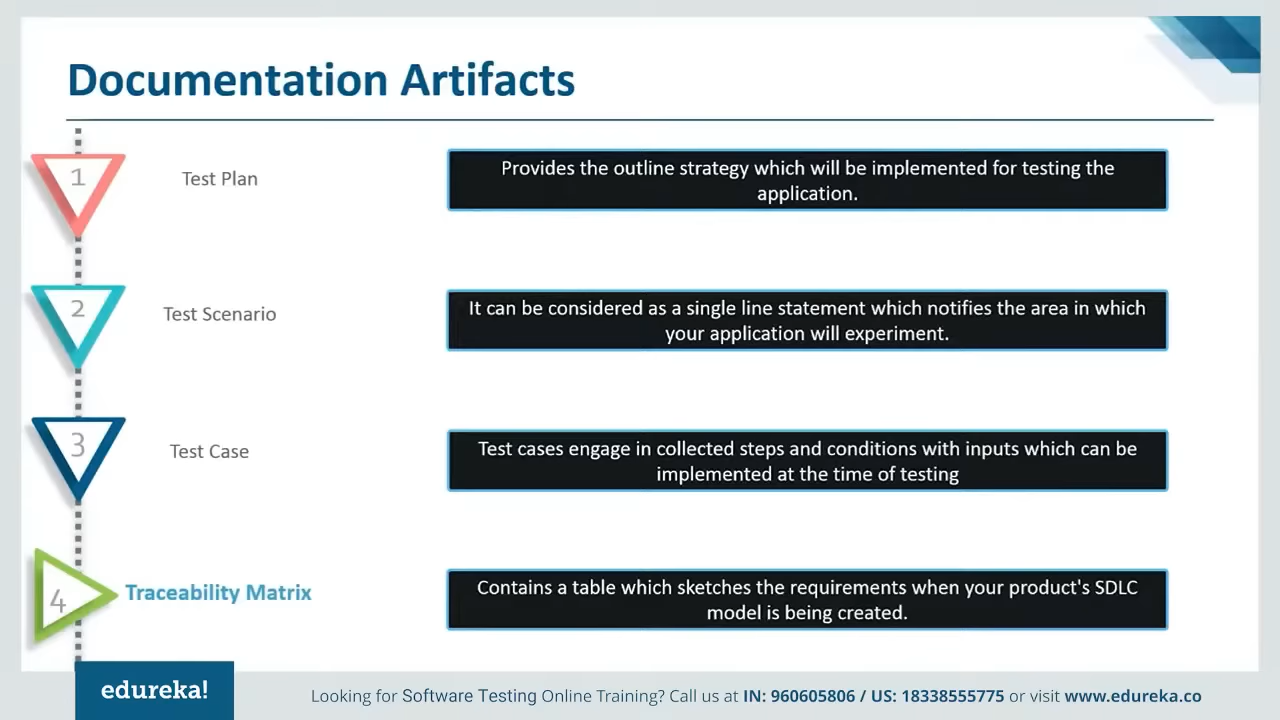 Documentation Artifacts
1
Test Plan
Provides the outline strategy which will be implemented for testing the
application.
2
Test Scenario
It can be considered as a single line statement which notifies the area in which
your application will experiment.
3
Test Case
Test cases engage in collected steps and conditions with inputs which can be
implemented at the time of testing
4
Traceability Matrix
Contains a table which sketches the requirements when your product's SDLC
model is being created.
edureka!
Looking for Software Testing Online Training? Call us at IN: 960605806 / US: 18338555775 or visit www.edureka.co